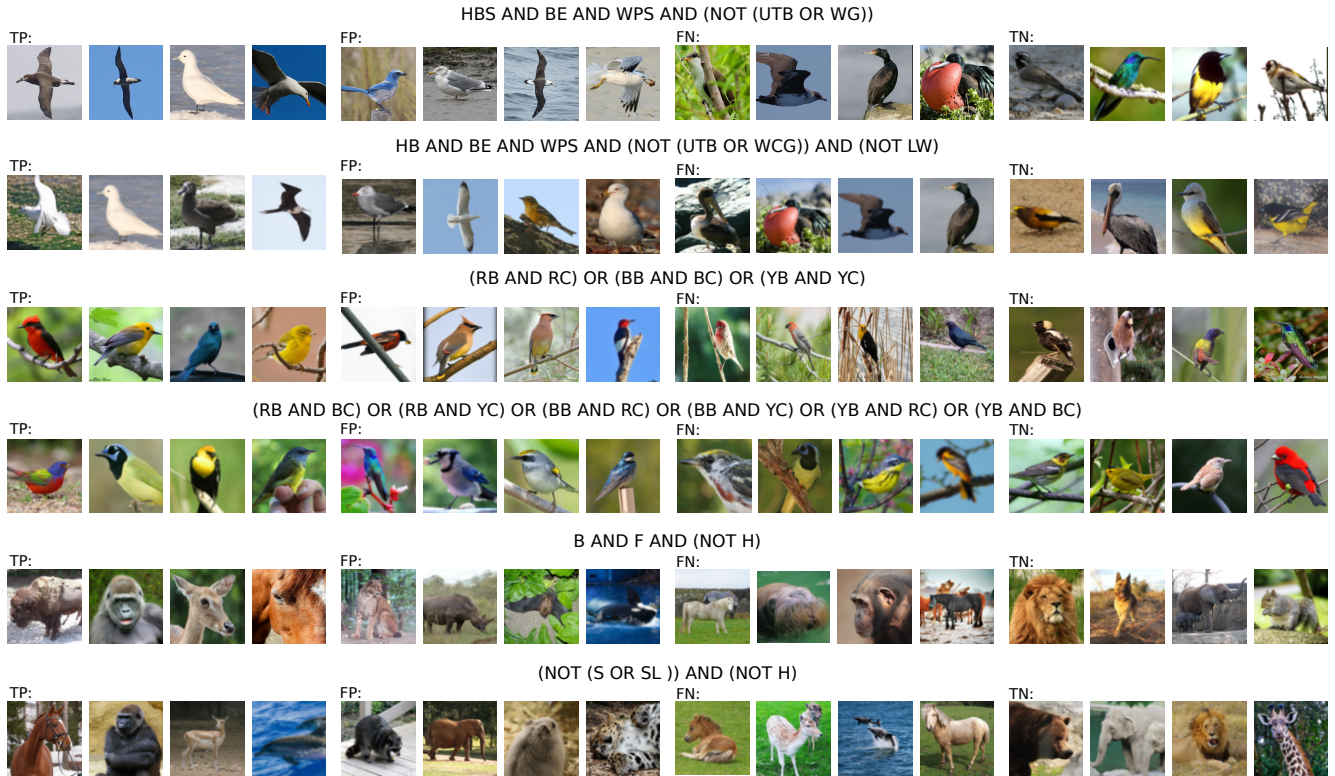 HBS AND BE AND WPS AND (NOT (UTB OR WG))
TP: FP: FN: TN:
HB AND BE AND WPS AND (NOT (UTB OR WCG)) AND (NOT LW)
TP: FP: FN: TN:
(RB AND RC) OR (BB AND BC) OR (YB AND YC)
TP: FP: FN: TN:
(RB AND BC) OR (RB AND YC) OR (BB AND RC) OR (BB AND YC) OR (YB AND RC) OR (YB AND BC)
TP: FP: FN: TN:
B AND F AND (NOT H)
TP: FP: FN: TN:
(NOT (S OR SL )) AND (NOT H)
TP: FP: FN: TN: